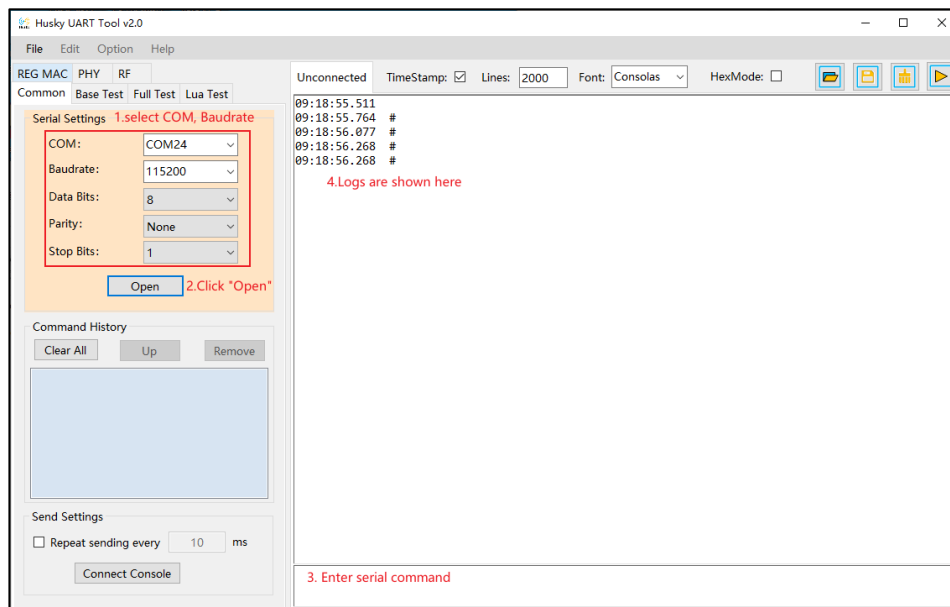 Husky UART Tool v2.0
File Edit Option Help
REG MAC PHY RF
Common Base Test Full Test Lua Test
Serial Settings 1.select COM, Baudrate
COM: COM24
Baudrate: 115200
Data Bits: 8
Parity: None
Stop Bits: 1
Open 2.Click "Open"
Command History
Clear All Up Remove
Send Settings
Repeat sending every 10 ms
Connect Console
Unconnected TimeStamp: Lines: 2000 Font: Consolas HexMode:
09:18:55.511
09:18:55.764 #
09:18:56.077 #
09:18:56.268 #
09:18:56.268 #
4.Logs are shown here
3. Enter serial command